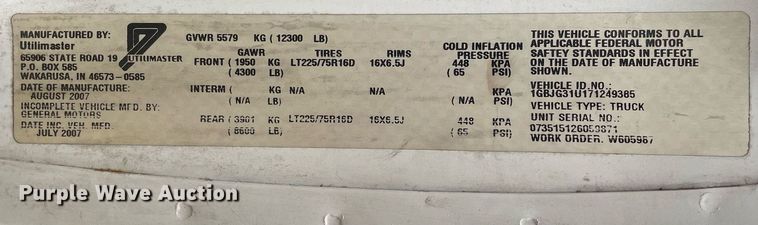 MANUFACTURED BY:
Utilimaster
65906 STATE ROAD 19
P.O. BOX 585
WAKARUSA, IN 46573-0585
DATE OF MANUFACTURE:
AUGUST 2007
INCOMPLETE VEHICLE MFD. BY:
GENERAL MOTORS
DATE INC. VEH. MFD.
JULY 2007
UTILIMASTER
GVWR 5579 KG (12300 LB)
GAWR TIRES RIMS COLD INFLATION PRESSURE
FRONT ( 1950 KG LT225/75R16D 16X6.5J 448 KPA
( 4300 LB) ( 65 PSI)
INTERM ( KG N/A N/A KPA
( N/A LB) ( N/A PSI)
REAR ( 3901 KG LT225/75R16D 16X6.5J 448 KPA
( 8600 LB) ( 65 PSI)
THIS VEHICLE CONFORMS TO ALL
APPLICABLE FEDERAL MOTOR
SAFTEY STANDARDS IN EFFECT
ON THE DATE OF MANUFACTURE
SHOWN.
VEHICLE ID.NO.:
1GBJG31U171249385
VEHICLE TYPE: TRUCK
UNIT SERIAL NO.:
073515126059871
WORK ORDER. W605987
Purple Wave Auction